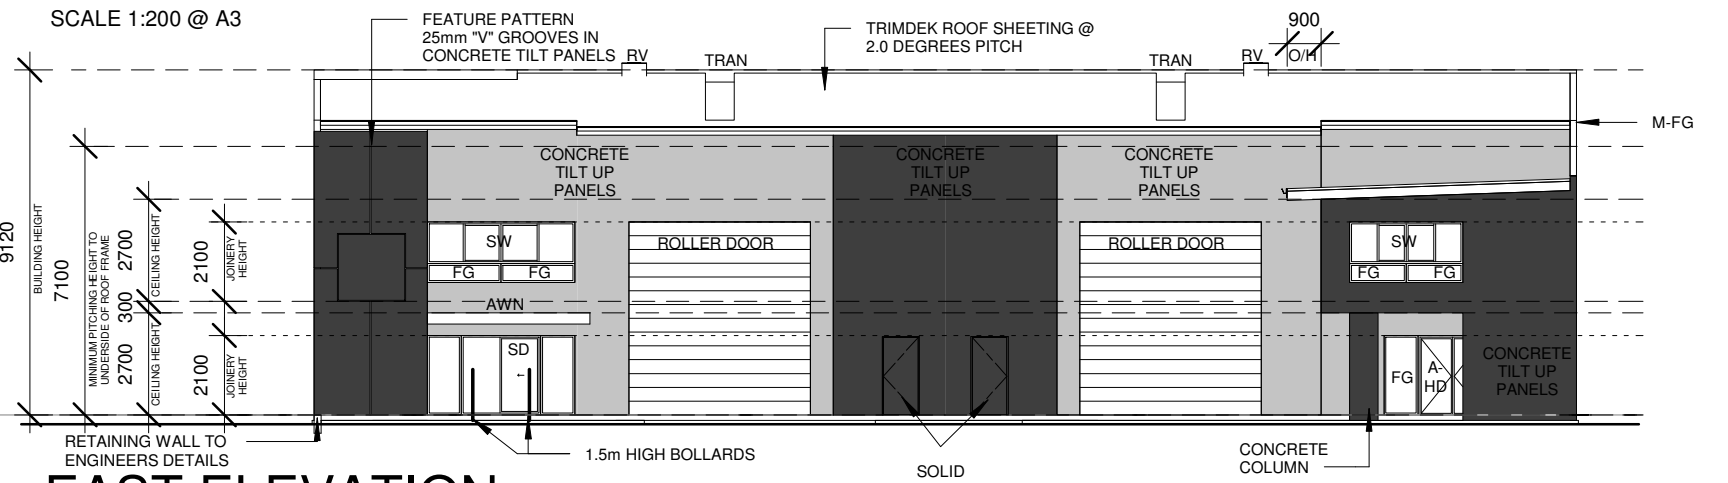 SCALE 1:200 @ A3
FEATURE PATTERN
25mm "V" GROOVES IN
CONCRETE TILT PANELS
RV
TRAN
TRIMDEK ROOF SHEETING @
2.0 DEGREES PITCH
TRAN
RV
900
O/H
M-FG
9120
BUILDING HEIGHT
7100
MINIMUM PITCHING HEIGHT TO
UNDERSIDE OF ROOF FRAME
2700
300
2700
CEILING HEIGHT
CEILING HEIGHT
2100
JOINERY
HEIGHT
2100
JOINERY
HEIGHT
CONCRETE
TILT UP
PANELS
CONCRETE
TILT UP
PANELS
CONCRETE
TILT UP
PANELS
SW
FG
FG
AWN
SD
ROLLER DOOR
ROLLER DOOR
SW
FG
FG
FG
A-
HD
CONCRETE
TILT UP
PANELS
RETAINING WALL TO
ENGINEERS DETAILS
1.5m HIGH BOLLARDS
SOLID
CONCRETE
COLUMN
EAST ELEVATION